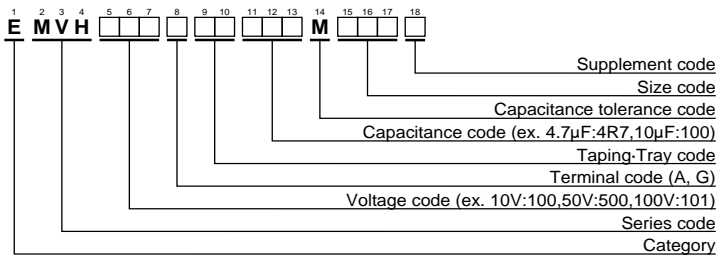 1 2 3 4 5 6 7 8 9 10 11 12 13 14 15 16 17 18
E MVH □□□ □ □□ □□□ M □□□ □
Supplement code
Size code
Capacitance tolerance code
Capacitance code (ex. 4.7µF:4R7,10µF:100)
Taping·Tray code
Terminal code (A, G)
Voltage code (ex. 10V:100,50V:500,100V:101)
Series code
Category